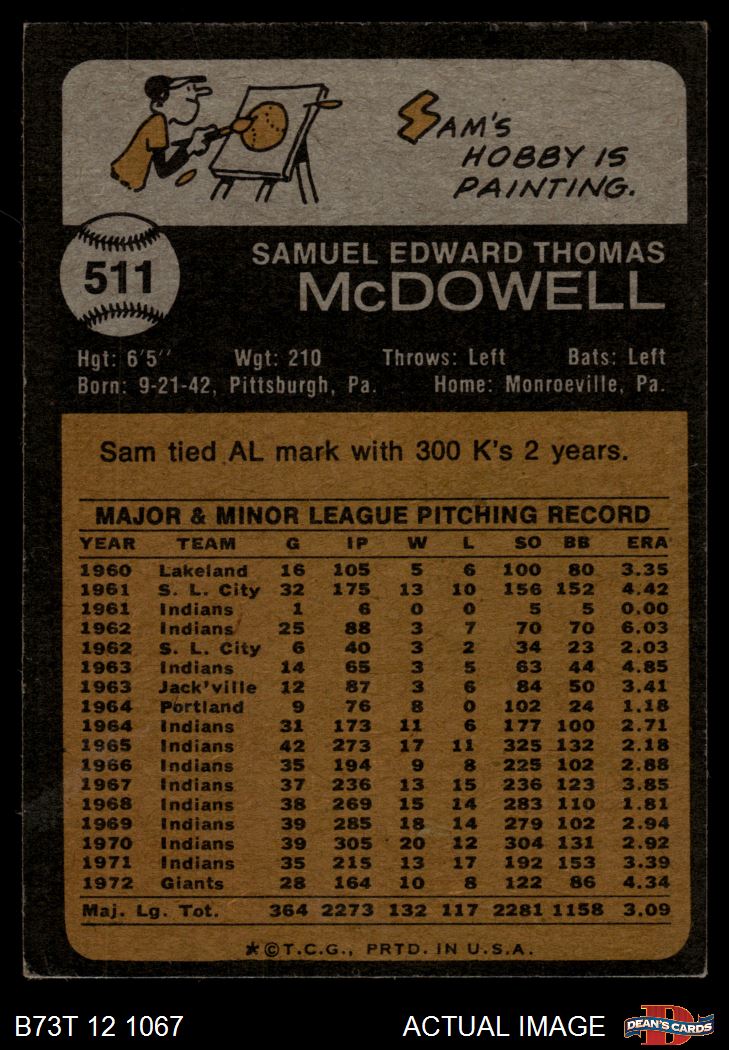 SAM'S
HOBBY IS
PAINTING.
511
SAMUEL EDWARD THOMAS
McDOWELL
Hgt: 6'5" Wgt: 210 Throws: Left Bats: Left
Born: 9-21-42, Pittsburgh, Pa. Home: Monroeville, Pa.
Sam tied AL mark with 300 K's 2 years.
MAJOR & MINOR LEAGUE PITCHING RECORD
YEAR TEAM G IP W L SO BB ERA
1960 Lakeland 16 105 5 6 100 80 3.35
1961 S. L. City 32 175 13 10 156 152 4.42
1961 Indians 1 6 0 0 5 5 0.00
1962 Indians 25 88 3 7 70 70 6.03
1962 S. L. City 6 40 3 2 34 23 2.03
1963 Indians 14 65 3 5 63 44 4.85
1963 Jack'ville 12 87 3 6 84 50 3.41
1964 Portland 9 76 8 0 102 24 1.18
1964 Indians 31 173 11 6 177 100 2.71
1965 Indians 42 273 17 11 325 132 2.18
1966 Indians 35 194 9 8 225 102 2.88
1967 Indians 37 236 13 15 236 123 3.85
1968 Indians 38 269 15 14 283 110 1.81
1969 Indians 39 285 18 14 279 102 2.94
1970 Indians 39 305 20 12 304 131 2.92
1971 Indians 35 215 13 17 192 153 3.39
1972 Giants 28 164 10 8 122 86 4.34
Maj. Lg. Tot. 364 2273 132 117 2281 1158 3.09
★©T.C.G., PRTD. IN U.S.A.
B73T 12 1067 ACTUAL IMAGE D DEAN'S CARDS